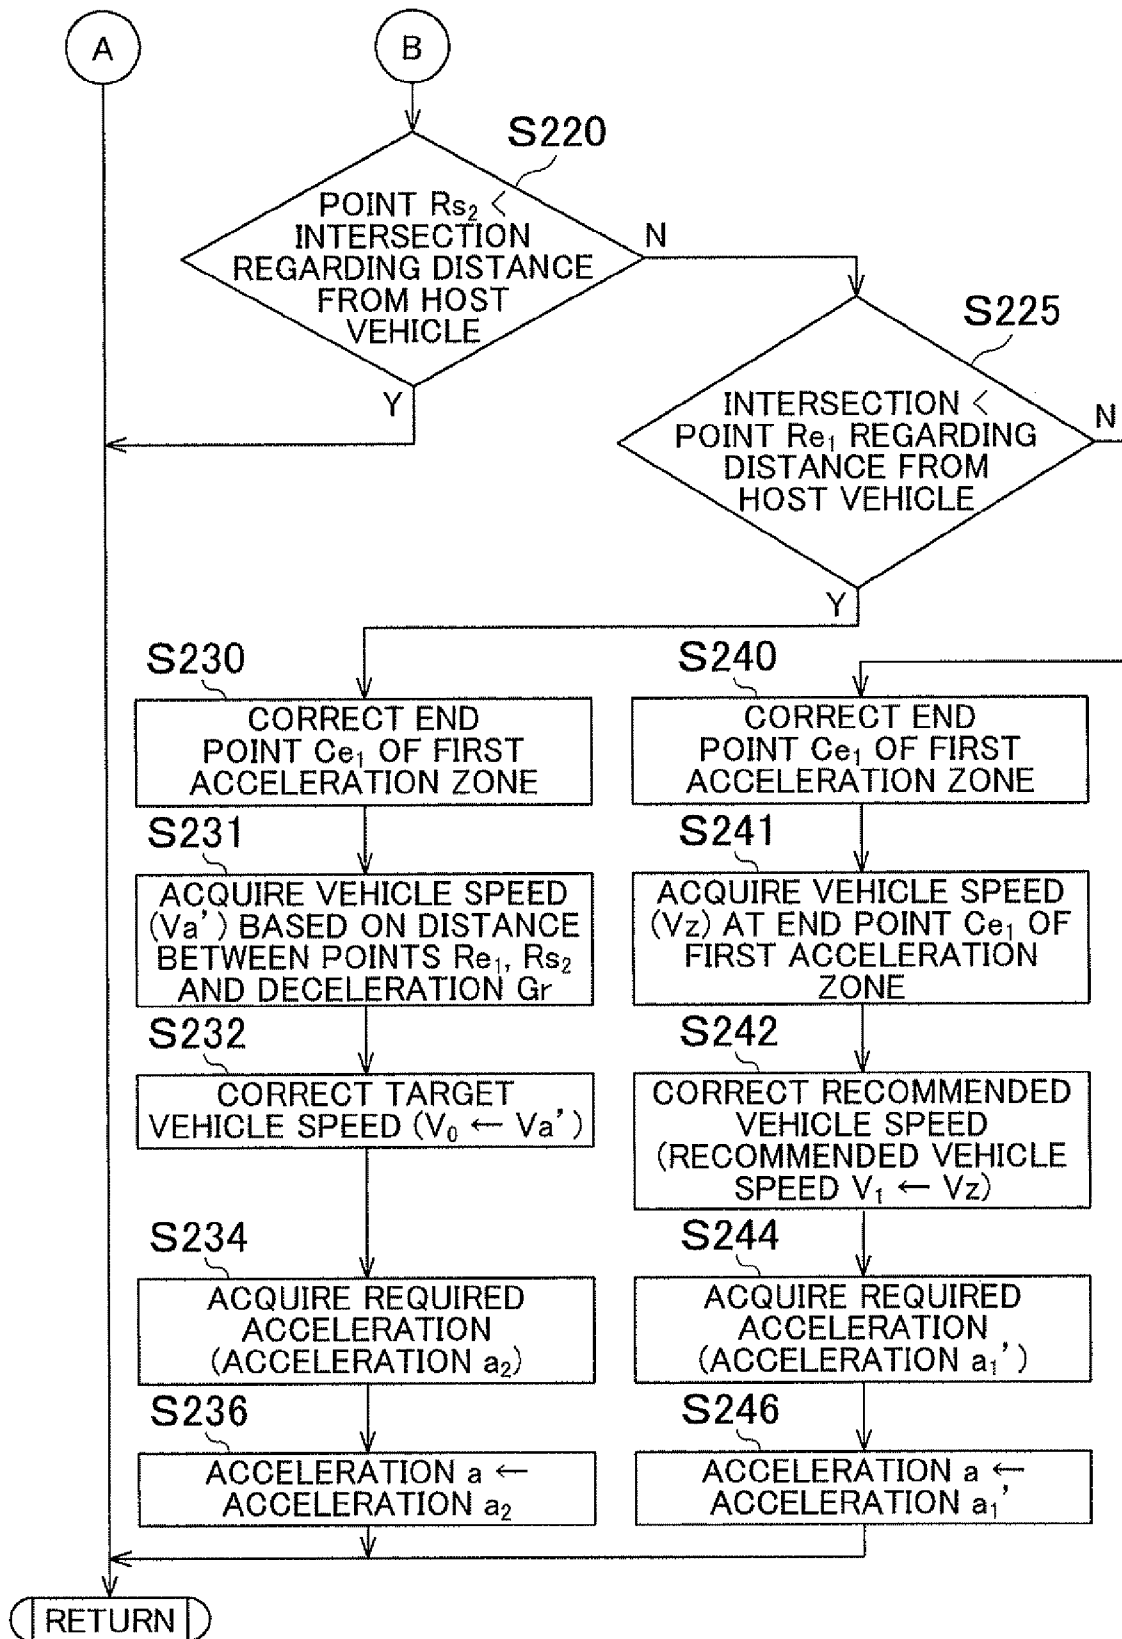 A
B
S220
POINT Rs₂ <
INTERSECTION
REGARDING DISTANCE
FROM HOST
VEHICLE
N
Y
S225
INTERSECTION <
POINT Re₁ REGARDING
DISTANCE FROM
HOST VEHICLE
N
Y
S230
CORRECT END
POINT Ce₁ OF FIRST
ACCELERATION ZONE
S231
ACQUIRE VEHICLE SPEED
(Va') BASED ON DISTANCE
BETWEEN POINTS Re₁, Rs₂
AND DECELERATION Gr
S232
CORRECT TARGET
VEHICLE SPEED (V₀ ← Va')
S234
ACQUIRE REQUIRED
ACCELERATION
(ACCELERATION a₂)
S236
ACCELERATION a ←
ACCELERATION a₂
S240
CORRECT END
POINT Ce₁ OF FIRST
ACCELERATION ZONE
S241
ACQUIRE VEHICLE SPEED
(Vz) AT END POINT Ce₁ OF
FIRST ACCELERATION
ZONE
S242
CORRECT RECOMMENDED
VEHICLE SPEED
(RECOMMENDED VEHICLE
SPEED V₁ ← Vz)
S244
ACQUIRE REQUIRED
ACCELERATION
(ACCELERATION a₁')
S246
ACCELERATION a ←
ACCELERATION a₁'
RETURN